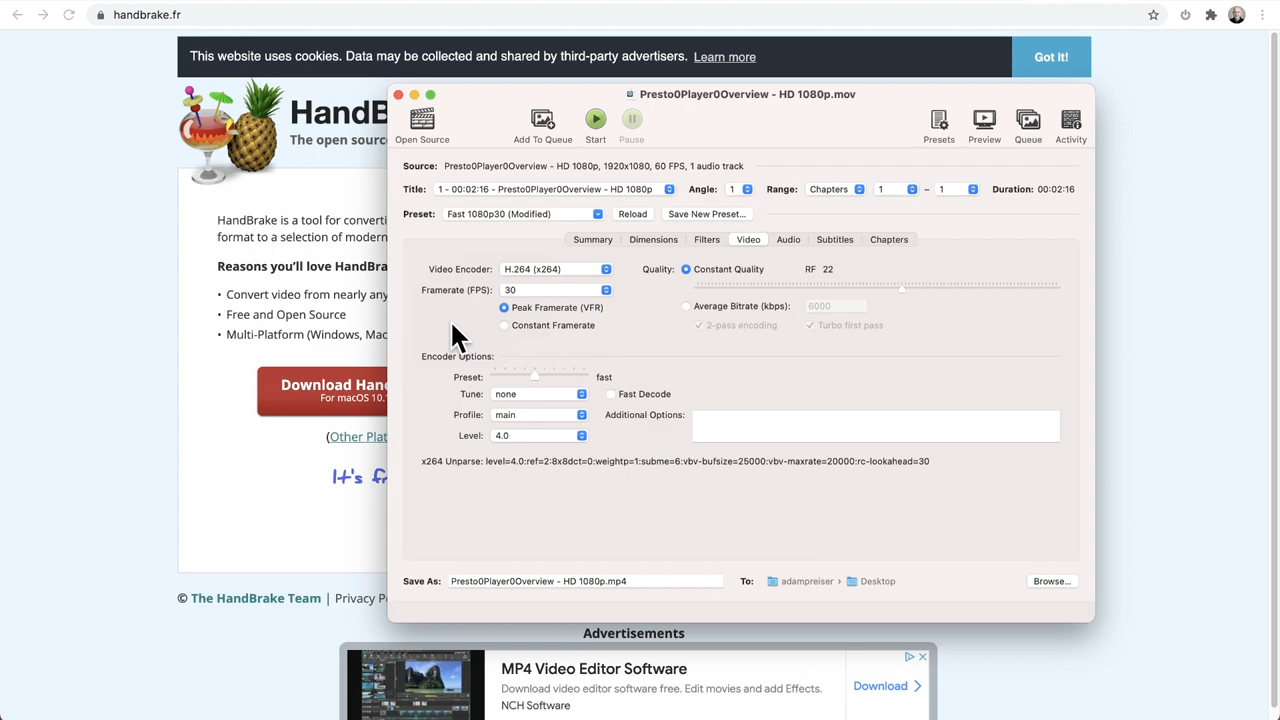 handbrake.fr
This website uses cookies. Data may be collected and shared by third-party advertisers. Learn more
Got it!
HandB
The open sourc
Presto0Player0Overview - HD 1080p.mov
Open Source
Add To Queue
Start
Pause
Presets
Preview
Queue
Activity
Source: Presto0Player0Overview - HD 1080p, 1920x1080, 60 FPS, 1 audio track
Title: 1 - 00:02:16 - Presto0Player0Overview - HD 1080p Angle: 1 Range: Chapters 1 – 1 Duration: 00:02:16
Preset: Fast 1080p30 (Modified) Reload Save New Preset...
Summary Dimensions Filters Video Audio Subtitles Chapters
Video Encoder: H.264 (x264) Quality: Constant Quality RF 22
Framerate (FPS): 30
Peak Framerate (VFR) Average Bitrate (kbps): 6000
Constant Framerate 2-pass encoding Turbo first pass
Encoder Options:
Preset: fast
Tune: none Fast Decode
Profile: main Additional Options:
Level: 4.0
x264 Unparse: level=4.0:ref=2:8x8dct=0:weightp=1:subme=6:vbv-bufsize=25000:vbv-maxrate=20000:rc-lookahead=30
Save As: Presto0Player0Overview - HD 1080p.mp4 To: adampreiser › Desktop Browse...
HandBrake is a tool for converti
format to a selection of modern
Reasons you’ll love HandBra
• Convert video from nearly any
• Free and Open Source
• Multi-Platform (Windows, Mac
Download Han
For macOS 10.
(Other Plat
It's fr
© The HandBrake Team | Privacy P
Advertisements
MP4 Video Editor Software
Download video editor software free. Edit movies and add Effects.
NCH Software
Download